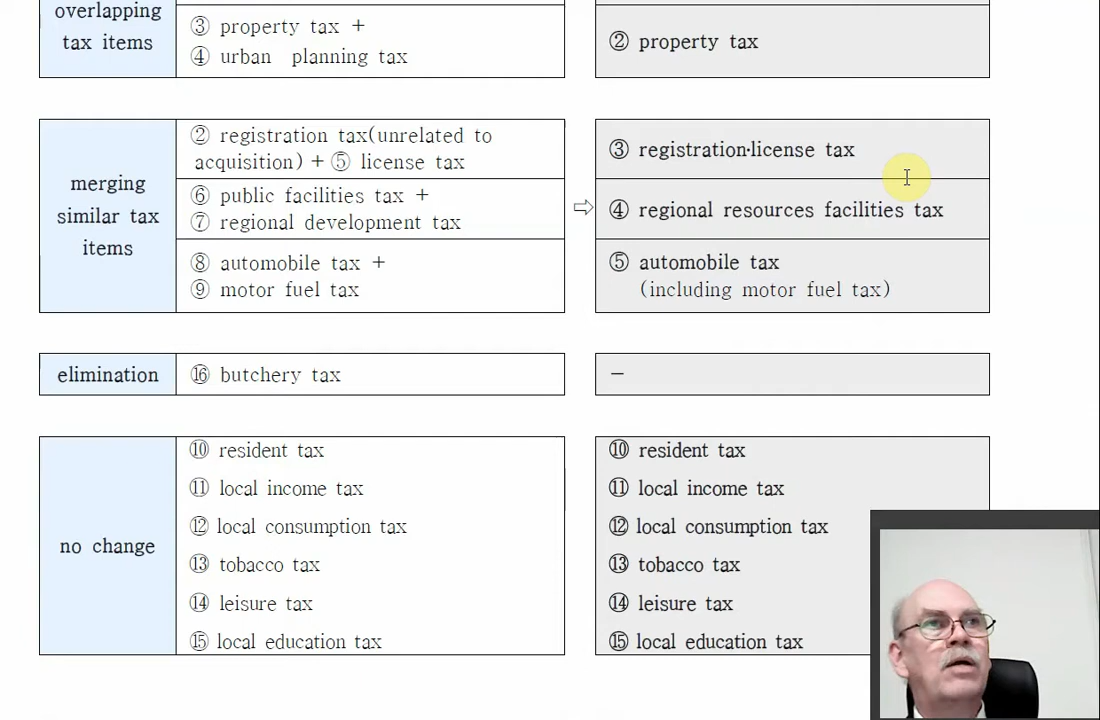 overlapping
tax items
③ property tax +
④ urban planning tax
② property tax
merging
similar tax
items
② registration tax(unrelated to
acquisition) + ⑤ license tax
⑥ public facilities tax +
⑦ regional development tax
⑧ automobile tax +
⑨ motor fuel tax
⇨
③ registration·license tax
④ regional resources facilities tax
⑤ automobile tax
(including motor fuel tax)
elimination
⑯ butchery tax
–
no change
⑩ resident tax
⑪ local income tax
⑫ local consumption tax
⑬ tobacco tax
⑭ leisure tax
⑮ local education tax
⑩ resident tax
⑪ local income tax
⑫ local consumption tax
⑬ tobacco tax
⑭ leisure tax
⑮ local education tax